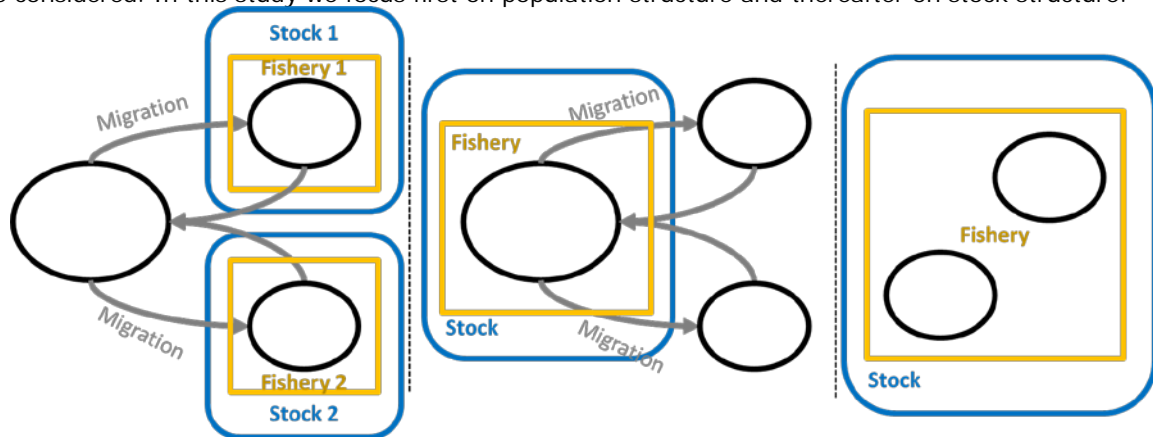 considered. In this study we focus first on population structure and thereafter on stock structure.
Stock 1
Fishery 1
Migration
Migration
Fishery 2
Stock 2
Migration
Fishery
Stock
Migration
Fishery
Stock